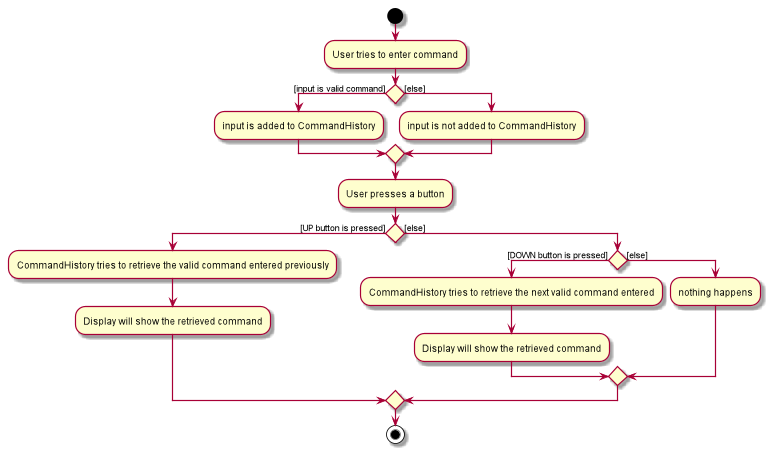 User tries to enter command
[input is valid command]
[else]
input is added to CommandHistory
input is not added to CommandHistory
User presses a button
[UP button is pressed]
[else]
CommandHistory tries to retrieve the valid command entered previously
Display will show the retrieved command
[DOWN button is pressed]
[else]
CommandHistory tries to retrieve the next valid command entered
nothing happens
Display will show the retrieved command